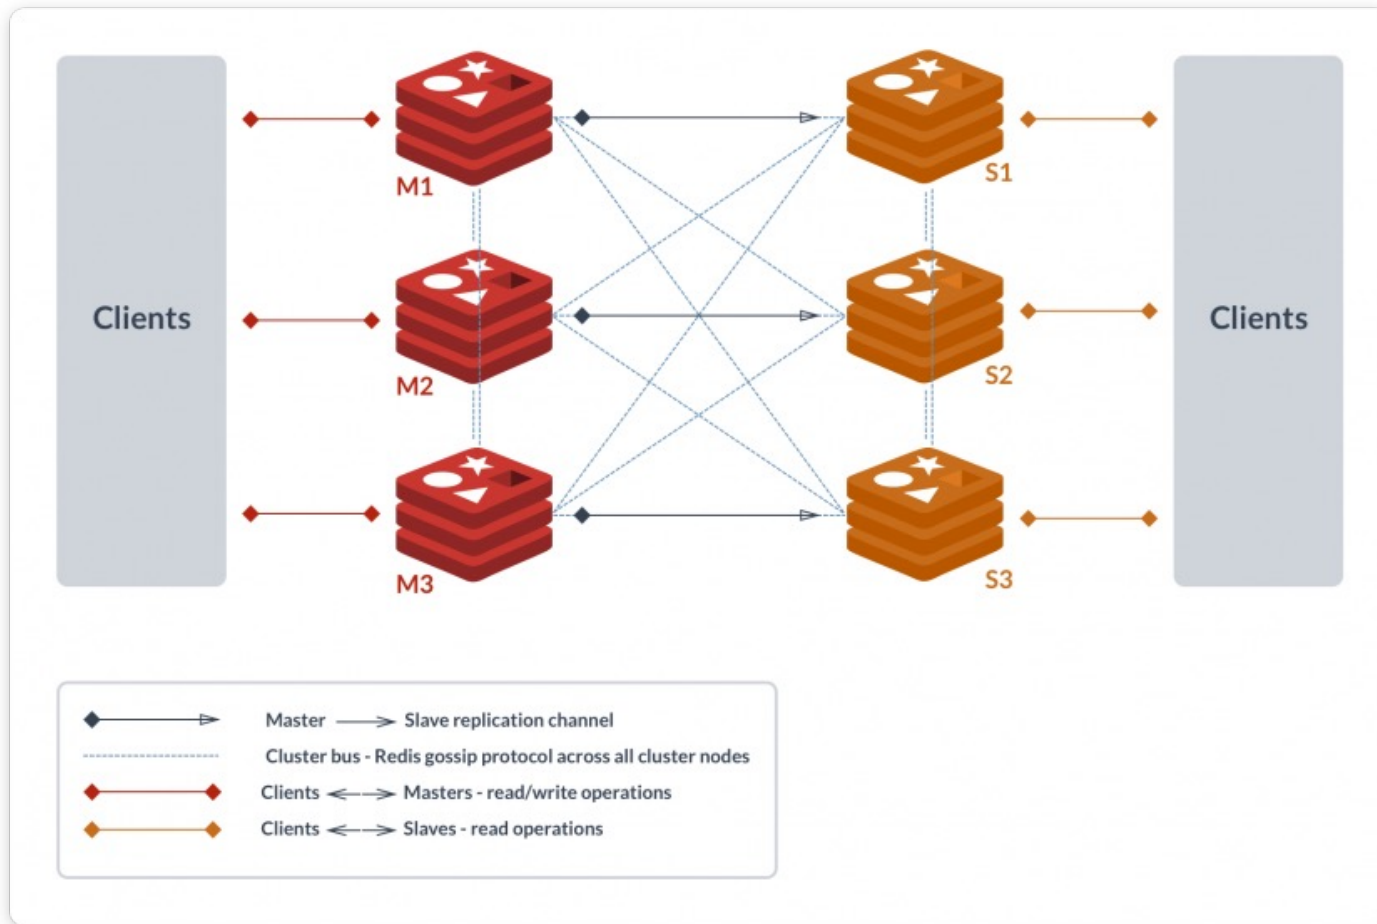 M1
S1
Clients
M2
S2
Clients
M3
S3
Master Slave replication channel
Cluster bus - Redis gossip protocol across all cluster nodes
Clients Masters - read/write operations
Clients Slaves - read operations